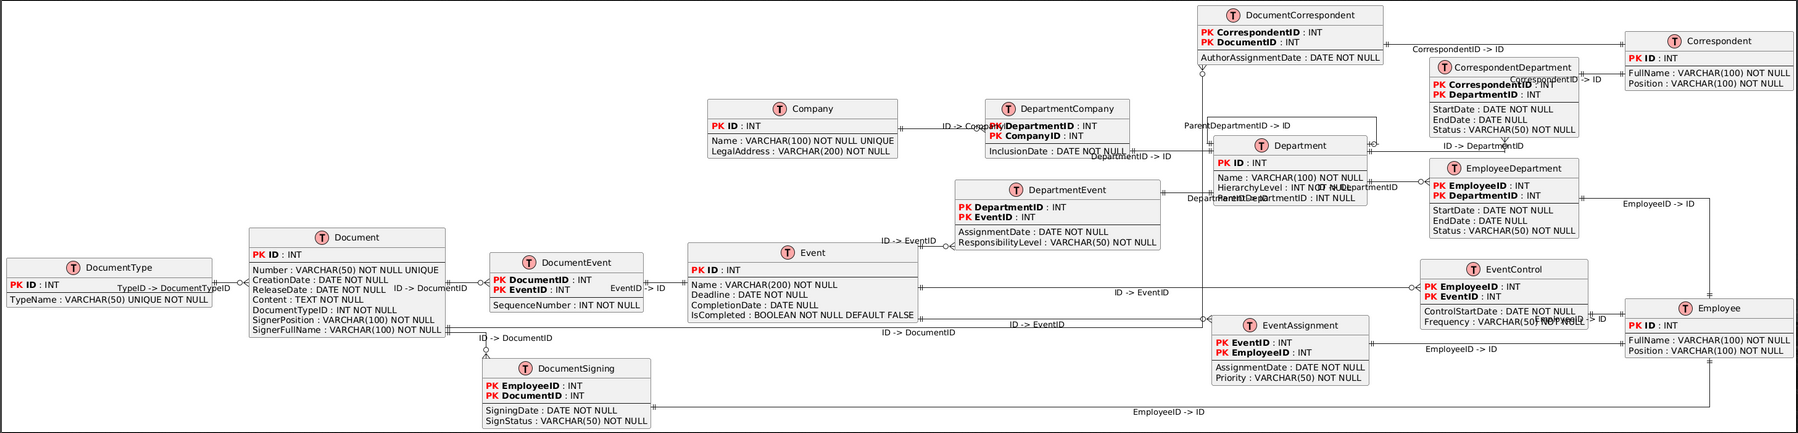 T DocumentCorrespondent
PK CorrespondentID : INT
PK DocumentID : INT
AuthorAssignmentDate : DATE NOT NULL
CorrespondentID -> ID
T Correspondent
PK ID : INT
FullName : VARCHAR(100) NOT NULL
Position : VARCHAR(100) NOT NULL
T CorrespondentDepartment
PK CorrespondentID : INT
PK DepartmentID : INT
StartDate : DATE NOT NULL
EndDate : DATE NULL
Status : VARCHAR(50) NOT NULL
CorrespondentID -> ID
T Company
PK ID : INT
Name : VARCHAR(100) NOT NULL UNIQUE
LegalAddress : VARCHAR(200) NOT NULL
ID -> CompanyID
T DepartmentCompany
PK DepartmentID : INT
PK CompanyID : INT
InclusionDate : DATE NOT NULL
DepartmentID -> ID
ParentDepartmentID -> ID
T Department
PK ID : INT
Name : VARCHAR(100) NOT NULL
HierarchyLevel : INT NOT NULL
ParentDepartmentID : INT NULL
ID -> DepartmentID
ID -> DepartmentID
T EmployeeDepartment
PK EmployeeID : INT
PK DepartmentID : INT
StartDate : DATE NOT NULL
EndDate : DATE NULL
Status : VARCHAR(50) NOT NULL
EmployeeID -> ID
T DepartmentEvent
PK DepartmentID : INT
PK EventID : INT
AssignmentDate : DATE NOT NULL
ResponsibilityLevel : VARCHAR(50) NOT NULL
DepartmentID -> ID
ID -> EventID
T DocumentType
PK ID : INT
TypeName : VARCHAR(50) UNIQUE NOT NULL
TypeID -> DocumentTypeID
T Document
PK ID : INT
Number : VARCHAR(50) NOT NULL UNIQUE
CreationDate : DATE NOT NULL
ReleaseDate : DATE NOT NULL
Content : TEXT NOT NULL
DocumentTypeID : INT NOT NULL
SignerPosition : VARCHAR(100) NOT NULL
SignerFullName : VARCHAR(100) NOT NULL
ID -> DocumentID
T DocumentEvent
PK DocumentID : INT
PK EventID : INT
SequenceNumber : INT NOT NULL
EventID -> ID
T Event
PK ID : INT
Name : VARCHAR(200) NOT NULL
Deadline : DATE NOT NULL
CompletionDate : DATE NULL
IsCompleted : BOOLEAN NOT NULL DEFAULT FALSE
ID -> EventID
ID -> EventID
ID -> DocumentID
ID -> DocumentID
T EventControl
PK EmployeeID : INT
PK EventID : INT
ControlStartDate : DATE NOT NULL
Frequency : VARCHAR(50) NOT NULL
EmployeeID -> ID
T Employee
PK ID : INT
FullName : VARCHAR(100) NOT NULL
Position : VARCHAR(100) NOT NULL
T EventAssignment
PK EventID : INT
PK EmployeeID : INT
AssignmentDate : DATE NOT NULL
Priority : VARCHAR(50) NOT NULL
EmployeeID -> ID
T DocumentSigning
PK EmployeeID : INT
PK DocumentID : INT
SigningDate : DATE NOT NULL
SignStatus : VARCHAR(50) NOT NULL
EmployeeID -> ID